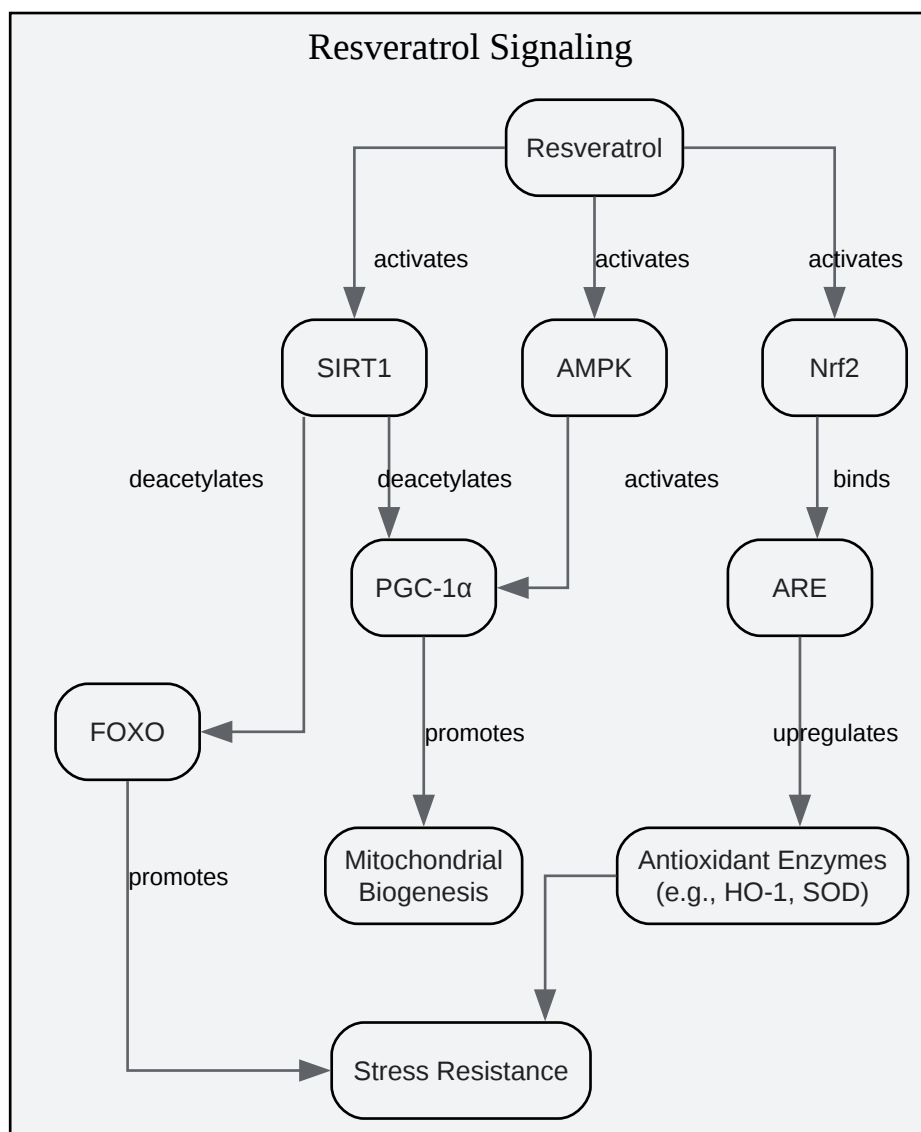 Resveratrol Signaling
Resveratrol
activates
activates
activates
SIRT1
AMPK
Nrf2
deacetylates
deacetylates
activates
binds
PGC-1α
ARE
FOXO
promotes
upregulates
Mitochondrial
Biogenesis
Antioxidant Enzymes
(e.g., HO-1, SOD)
promotes
Stress Resistance